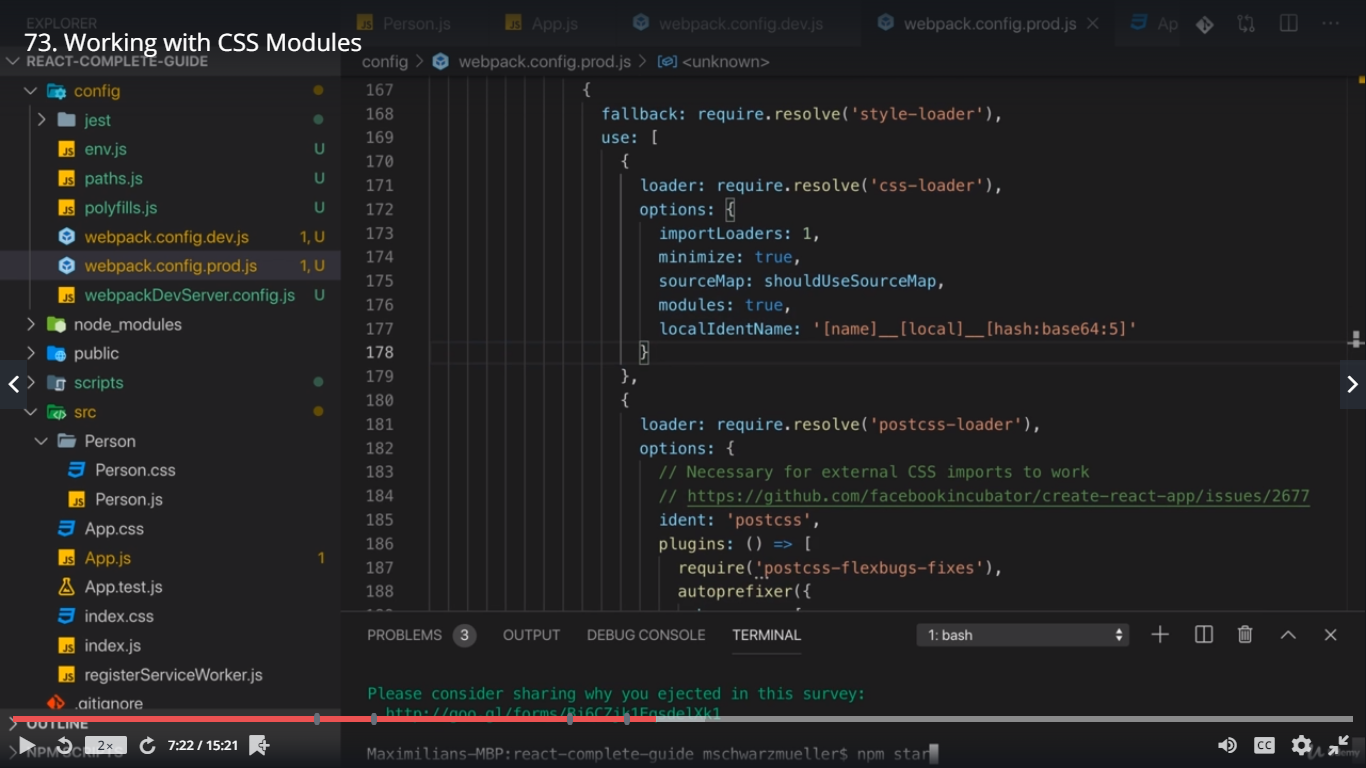 EXPLORER
73. Working with CSS Modules
REACT-COMPLETE-GUIDE
config
jest
env.js U
paths.js U
polyfills.js U
webpack.config.dev.js 1, U
webpack.config.prod.js 1, U
webpackDevServer.config.js U
node_modules
public
scripts
src
Person
Person.css
Person.js
App.css
App.js 1
App.test.js
index.css
index.js
registerServiceWorker.js
.gitignore
OUTLINE
NPM SCRIPTS
Person.js App.js webpack.config.dev.js webpack.config.prod.js Ap
config > webpack.config.prod.js > <unknown>
167 {
168 fallback: require.resolve('style-loader'),
169 use: [
170 {
171 loader: require.resolve('css-loader'),
172 options: {
173 importLoaders: 1,
174 minimize: true,
175 sourceMap: shouldUseSourceMap,
176 modules: true,
177 localIdentName: '[name]__[local]__[hash:base64:5]'
178 }
179 },
180 {
181 loader: require.resolve('postcss-loader'),
182 options: {
183 // Necessary for external CSS imports to work
184 // https://github.com/facebookincubator/create-react-app/issues/2677
185 ident: 'postcss',
186 plugins: () => [
187 require('postcss-flexbugs-fixes'),
188 autoprefixer({
PROBLEMS 3 OUTPUT DEBUG CONSOLE TERMINAL 1: bash
Please consider sharing why you ejected in this survey:
Maximilians-MBP:react-complete-guide mschwarzmueller$ npm star
2x 7:22 / 15:21 CC